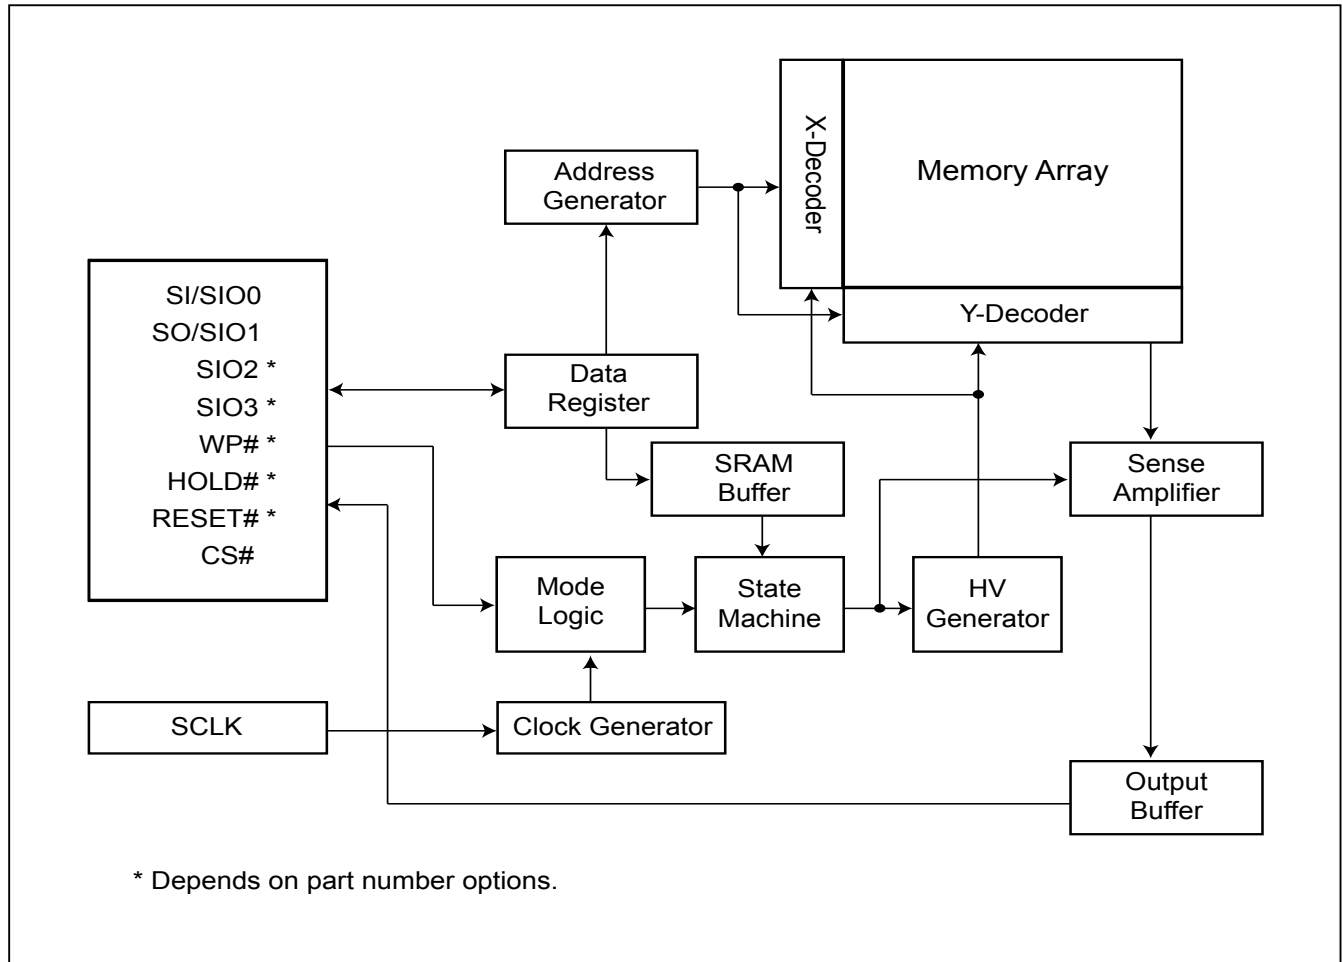 X-Decoder
Memory Array
Address
Generator
Y-Decoder
SI/SIO0
SO/SIO1
SIO2 *
SIO3 *
WP# *
HOLD# *
RESET# *
CS#
Data
Register
SRAM
Buffer
Sense
Amplifier
Mode
Logic
State
Machine
HV
Generator
SCLK
Clock Generator
Output
Buffer
* Depends on part number options.